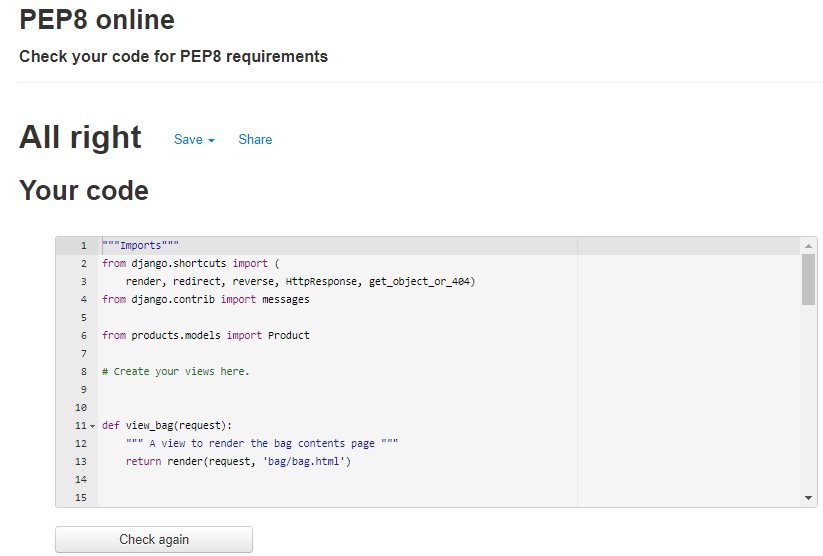 PEP8 online
Check your code for PEP8 requirements
All right Save Share
Your code
1 """Imports"""
2 from django.shortcuts import (
3 render, redirect, reverse, HttpResponse, get_object_or_404)
4 from django.contrib import messages
5
6 from products.models import Product
7
8 # Create your views here.
9
10
11 def view_bag(request):
12 """ A view to render the bag contents page """
13 return render(request, 'bag/bag.html')
14
15
Check again